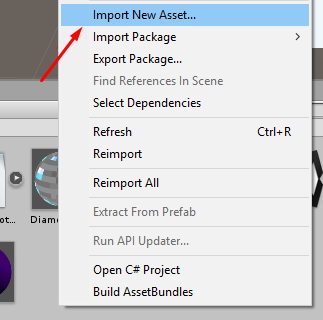 Import New Asset...
Import Package
Export Package...
Find References In Scene
Select Dependencies
Refresh Ctrl+R
Reimport
Reimport All
Extract From Prefab
Run API Updater...
Open C# Project
Build AssetBundles
ot...
Diam